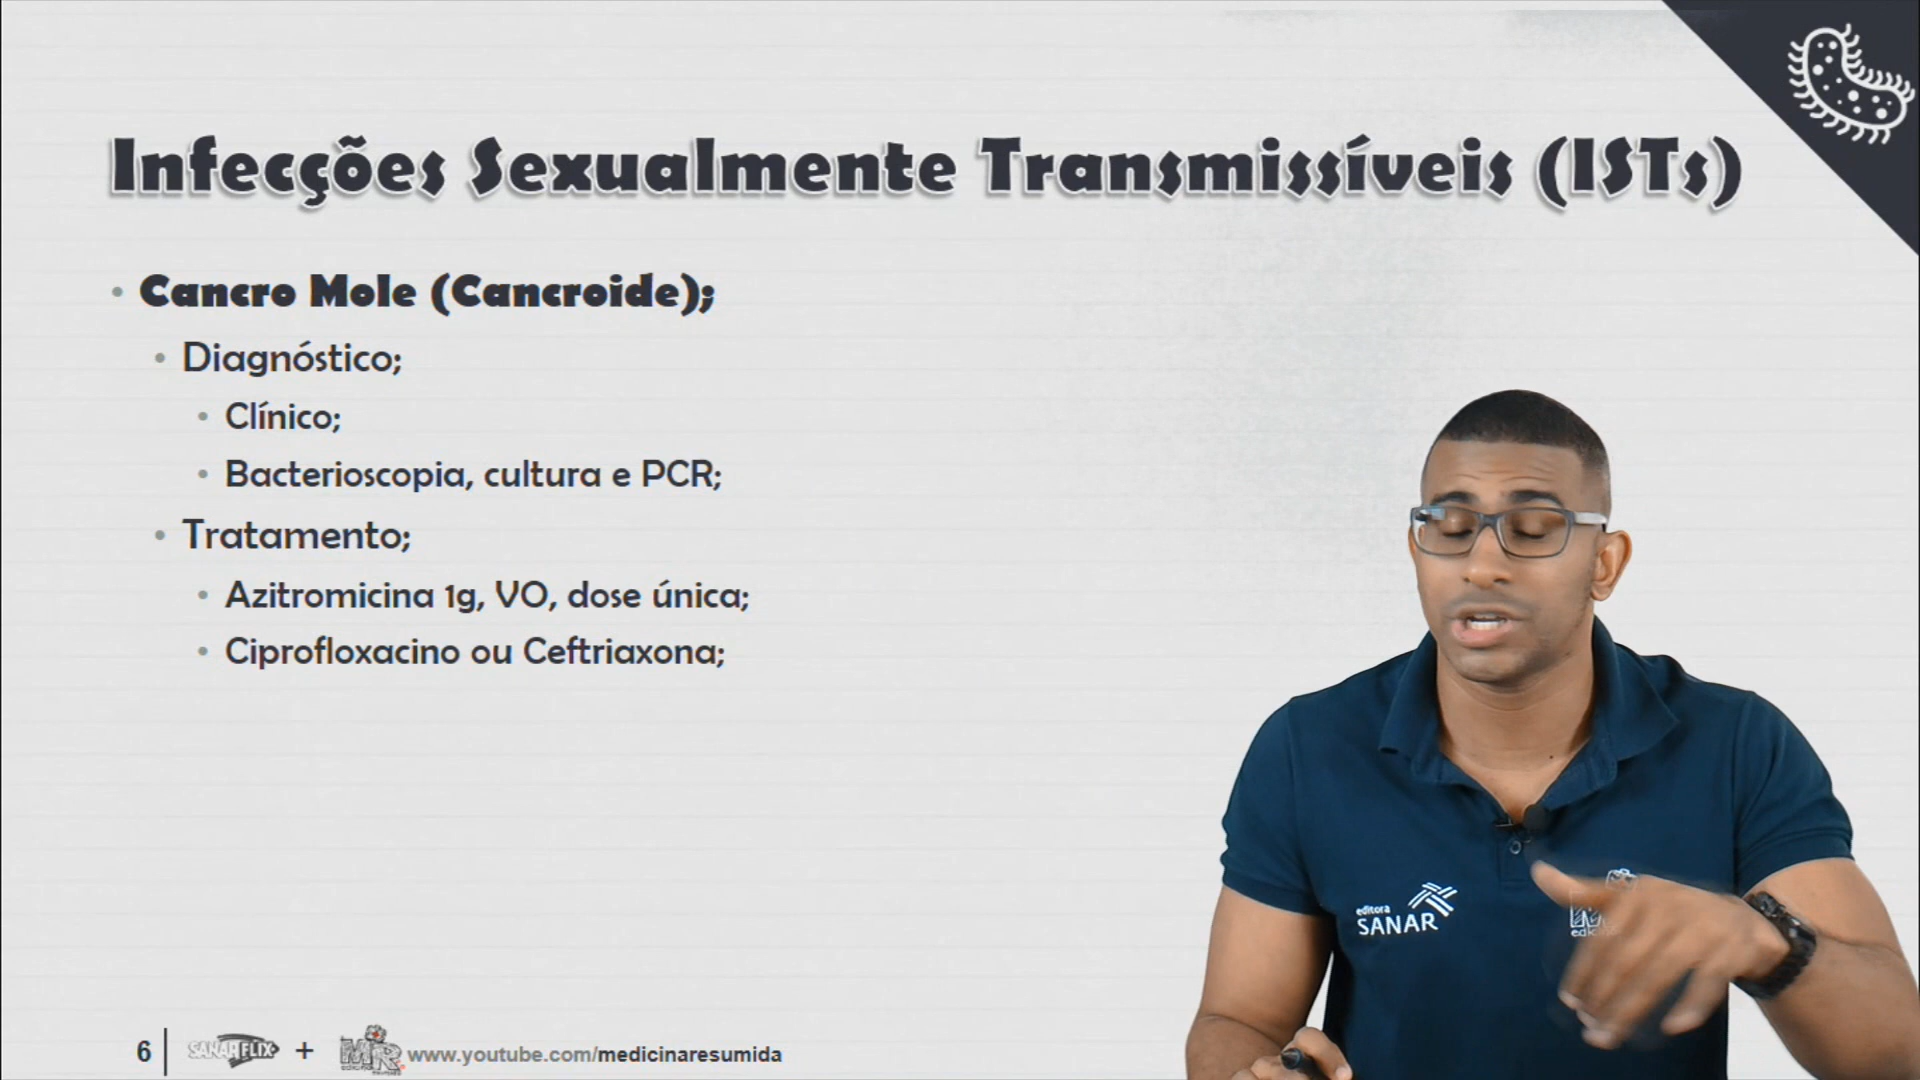 Infecções Sexualmente Transmissíveis (ISTs)
• Cancro Mole (Cancroide);
• Diagnóstico;
• Clínico;
• Bacterioscopia, cultura e PCR;
• Tratamento;
• Azitromicina 1g, VO, dose única;
• Ciprofloxacino ou Ceftriaxona;
editora
SANAR
6 | SANARFLIX + MR www.youtube.com/medicinaresumida